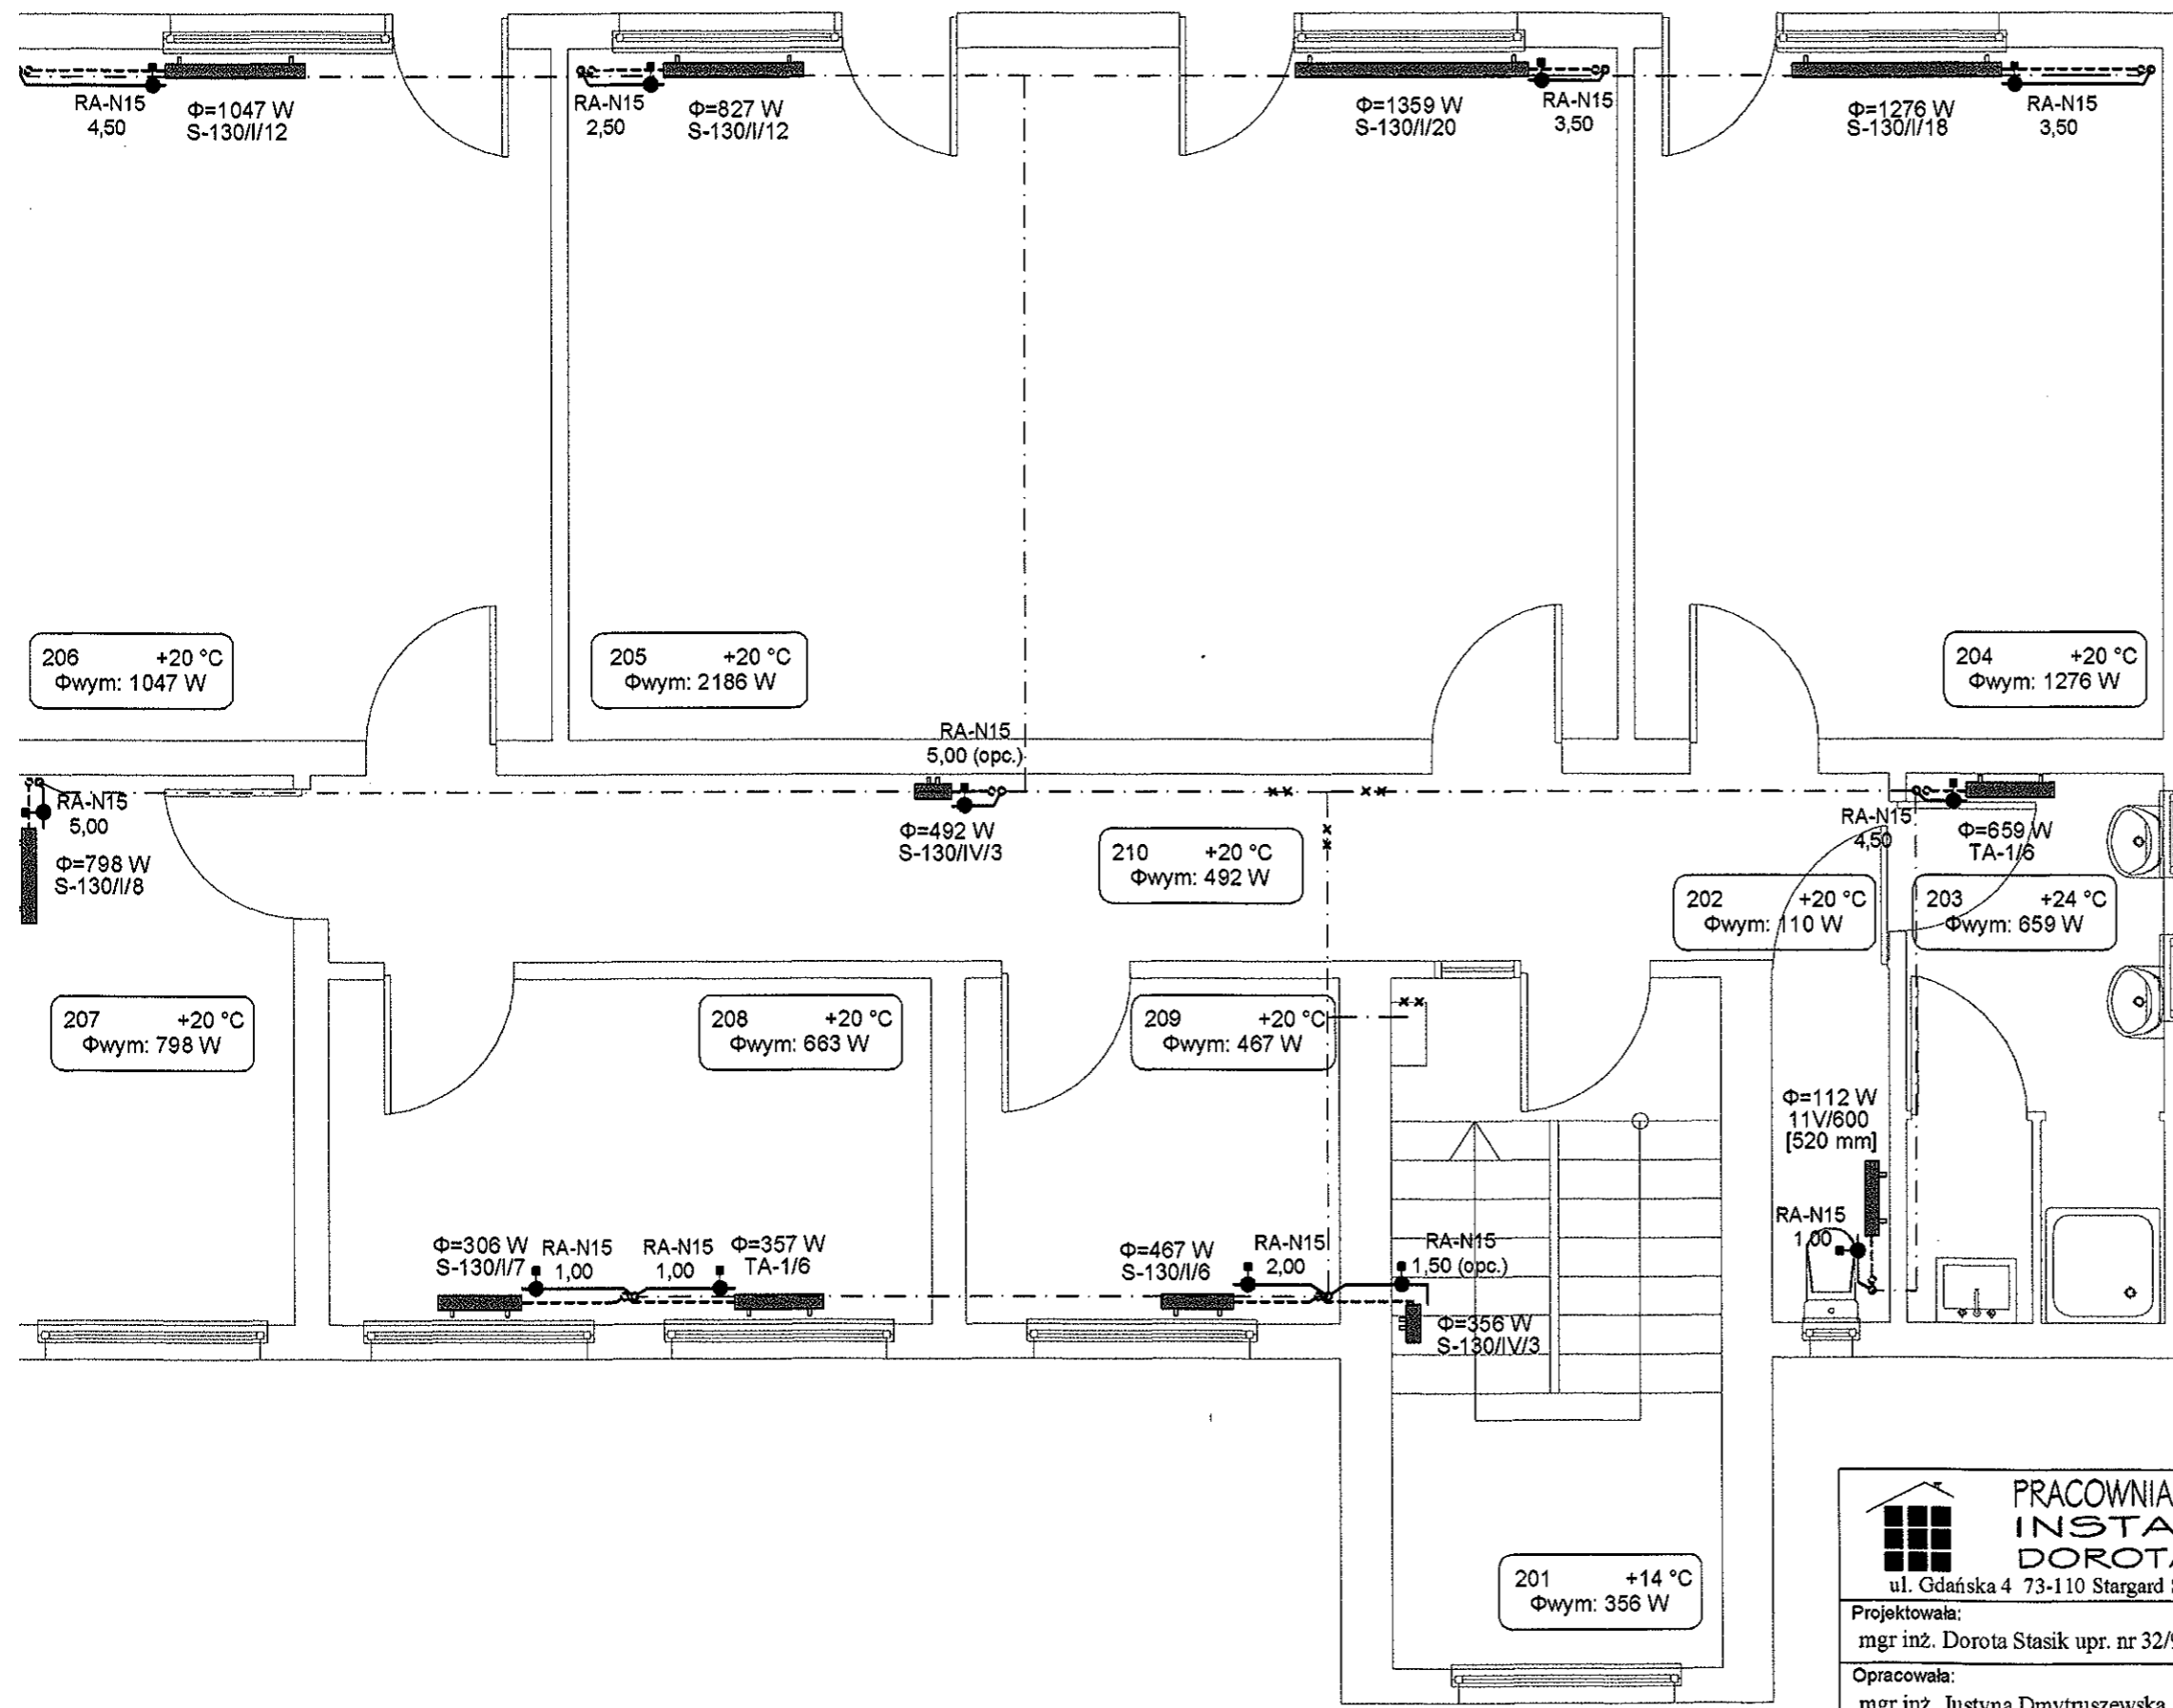 RA-N15
4,50
Φ=1047 W
S-130/I/12
RA-N15
2,50
Φ=827 W
S-130/I/12
Φ=1359 W
S-130/I/20
RA-N15
3,50
Φ=1276 W
S-130/I/18
RA-N15
3,50
206 +20 °C
Φwym: 1047 W
205 +20 °C
Φwym: 2186 W
204 +20 °C
Φwym: 1276 W
RA-N15
5,00 (opc.)
RA-N15
5,00
Φ=798 W
S-130/I/8
Φ=492 W
S-130/IV/3
210 +20 °C
Φwym: 492 W
RA-N15
4,50
Φ=659 W
TA-1/6
202 +20 °C
Φwym: 110 W
203 +24 °C
Φwym: 659 W
207 +20 °C
Φwym: 798 W
208 +20 °C
Φwym: 663 W
209 +20 °C
Φwym: 467 W
Φ=112 W
11V/600
[520 mm]
RA-N15
1,00
Φ=306 W
S-130/I/7
RA-N15
1,00
RA-N15
1,00
Φ=357 W
TA-1/6
Φ=467 W
S-130/I/6
RA-N15
2,00
RA-N15
1,50 (opc.)
Φ=356 W
S-130/IV/3
201 +14 °C
Φwym: 356 W
PRACOWNIA
INSTA
DOROTA
ul. Gdańska 4 73-110 Stargard S
Projektowała:
mgr inż. Dorota Stasik upr. nr 32/9
Opracowała:
mgr inż. Justyna Dmytruszewska